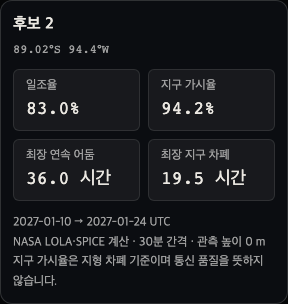 후보 2
89.02°S 94.4°W
일조율
83.0%
지구 가시율
94.2%
최장 연속 어둠
36.0 시간
최장 지구 차폐
19.5 시간
2027-01-10 → 2027-01-24 UTC
NASA LOLA·SPICE 계산 · 30분 간격 · 관측 높이 0 m
지구 가시율은 지형 차폐 기준이며 통신 품질을 뜻하지
않습니다.